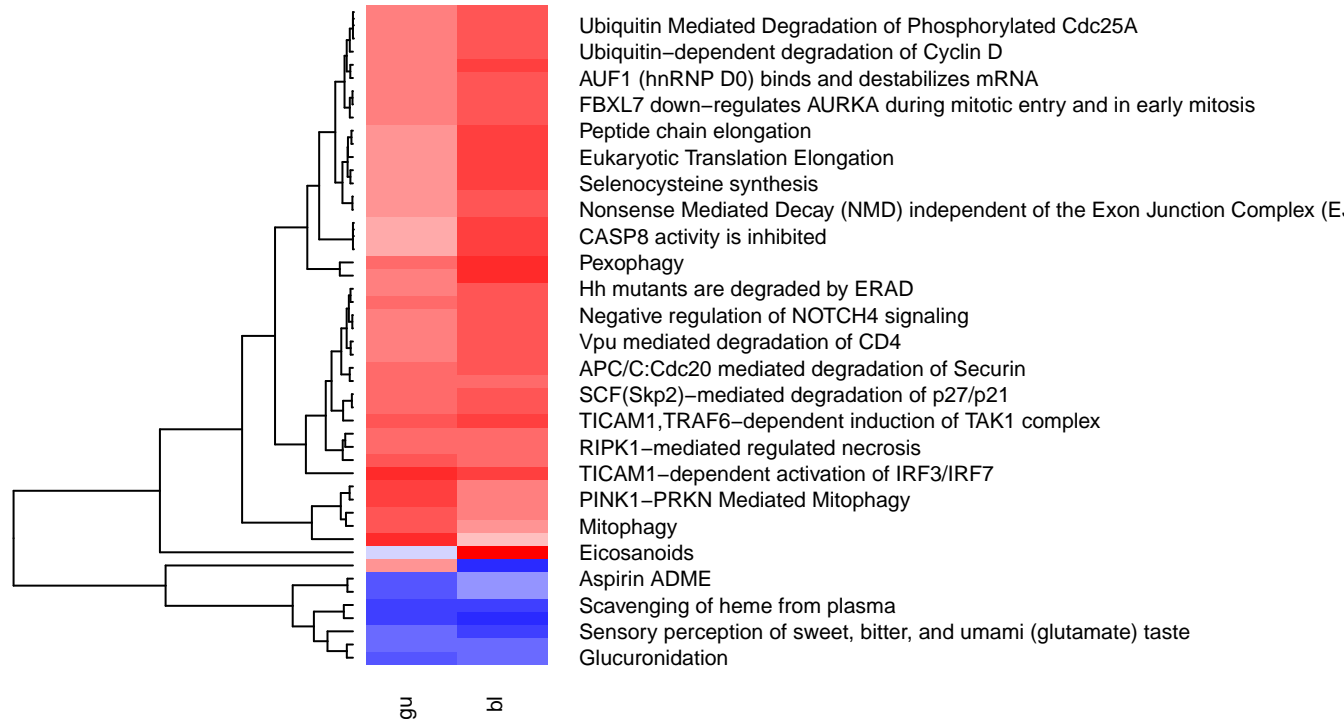 Ubiquitin Mediated Degradation of Phosphorylated Cdc25A
Ubiquitin−dependent degradation of Cyclin D
AUF1 (hnRNP D0) binds and destabilizes mRNA
FBXL7 down−regulates AURKA during mitotic entry and in early mitosis
Peptide chain elongation
Eukaryotic Translation Elongation
Selenocysteine synthesis
Nonsense Mediated Decay (NMD) independent of the Exon Junction Complex (E
CASP8 activity is inhibited
Pexophagy
Hh mutants are degraded by ERAD
Negative regulation of NOTCH4 signaling
Vpu mediated degradation of CD4
APC/C:Cdc20 mediated degradation of Securin
SCF(Skp2)−mediated degradation of p27/p21
TICAM1,TRAF6−dependent induction of TAK1 complex
RIPK1−mediated regulated necrosis
TICAM1−dependent activation of IRF3/IRF7
PINK1−PRKN Mediated Mitophagy
Mitophagy
Eicosanoids
Aspirin ADME
Scavenging of heme from plasma
Sensory perception of sweet, bitter, and umami (glutamate) taste
Glucuronidation
gu
bl